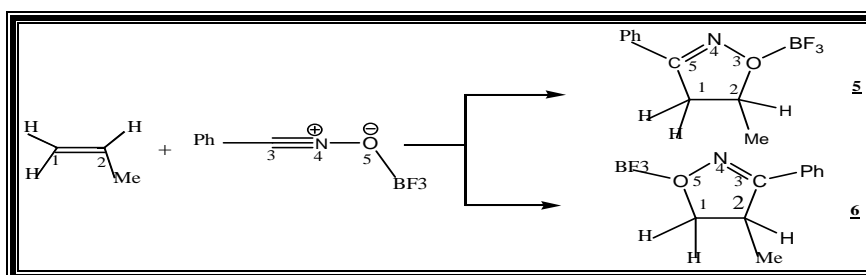 Ph N BF3
4
C O 3
5
1 2 5
H H
H Me
H H
1 2 + Ph 3 N 4 O 5
⊕ ⊖
H Me BF3
BF3 N Ph
4
O 5 3 C
1 2 6
H H
H Me